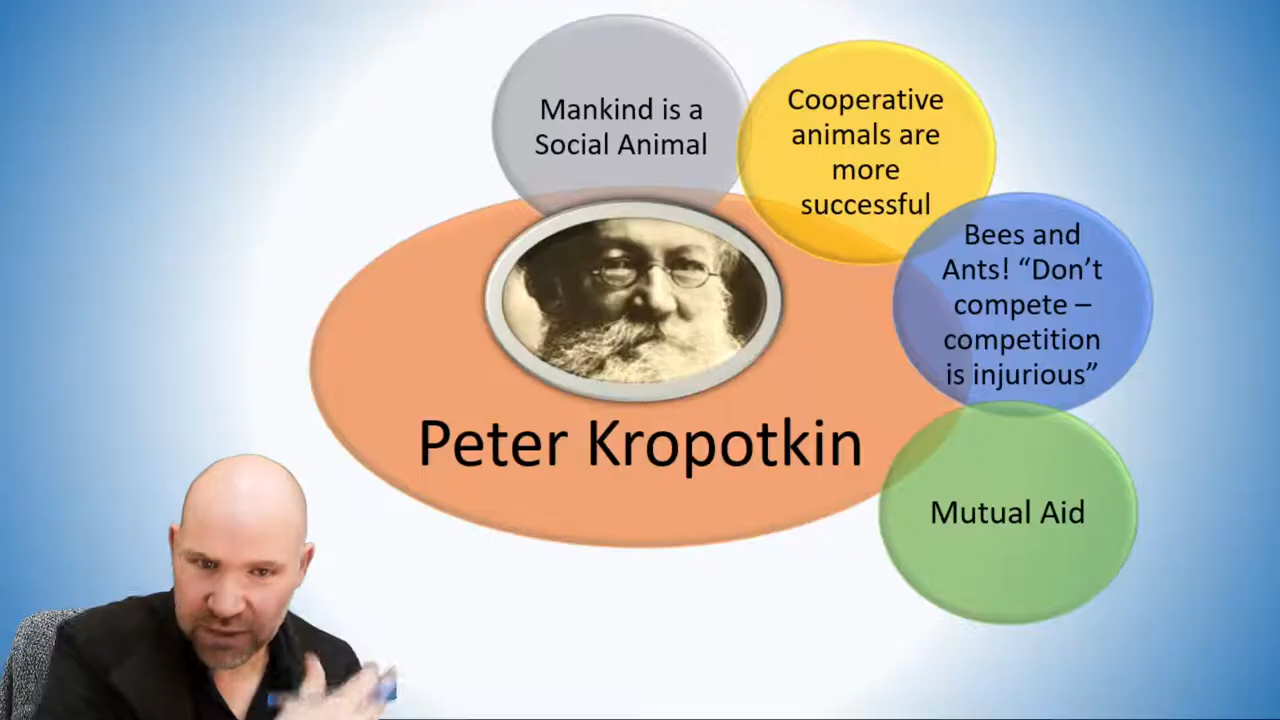 Mankind is a
Social Animal
Cooperative
animals are
more
successful
Bees and
Ants! “Don’t
compete –
competition
is injurious”
Peter Kropotkin
Mutual Aid